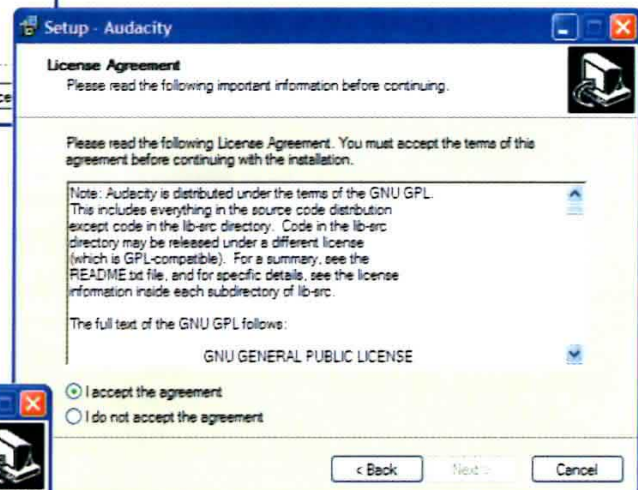 Setup - Audacity
License Agreement
Please read the following important information before continuing.
Please read the following License Agreement. You must accept the terms of this
agreement before continuing with the installation.
Note: Audacity is distributed under the terms of the GNU GPL.
This includes everything in the source code distribution
except code in the lib-src directory. Code in the lib-src
directory may be released under a different license
(which is GPL-compatible). For a summary, see the
README.txt file, and for specific details, see the license
information inside each subdirectory of lib-src.
The full text of the GNU GPL follows:
GNU GENERAL PUBLIC LICENSE
I accept the agreement
I do not accept the agreement
< Back Next > Cancel